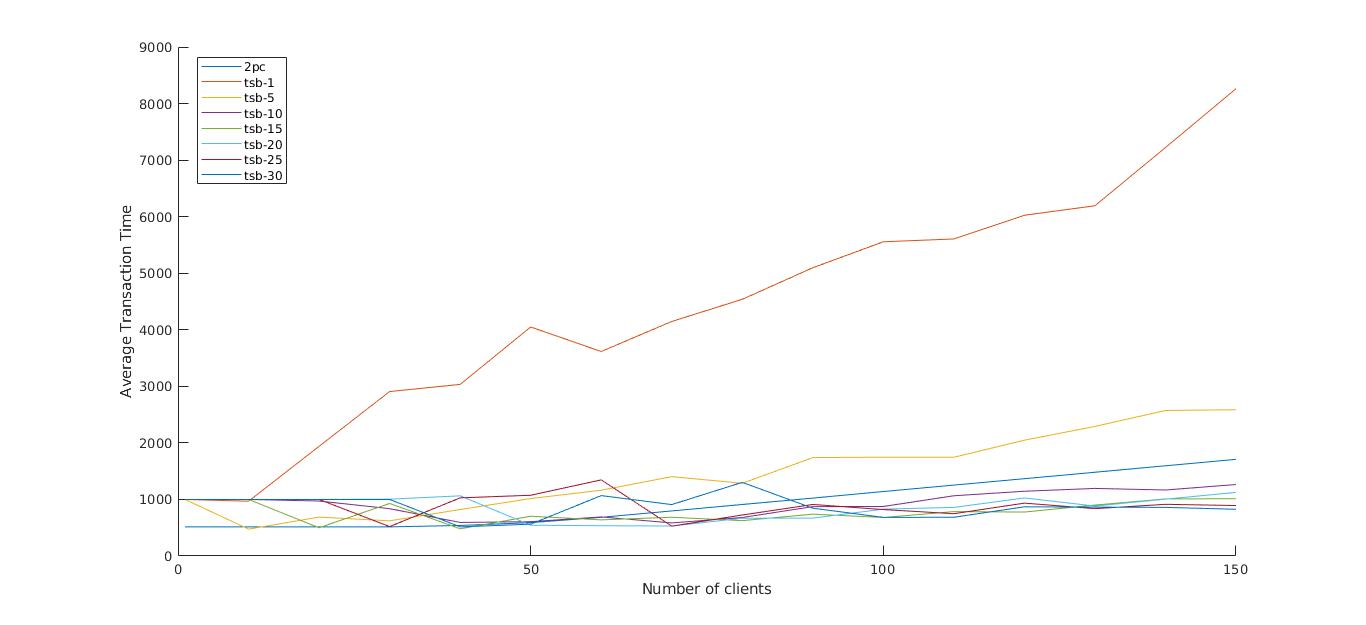 9000
8000
7000
6000
5000
4000
3000
2000
1000
0
2pc
tsb-1
tsb-5
tsb-10
tsb-15
tsb-20
tsb-25
tsb-30
Average Transaction Time
0 50 100 150
Number of clients